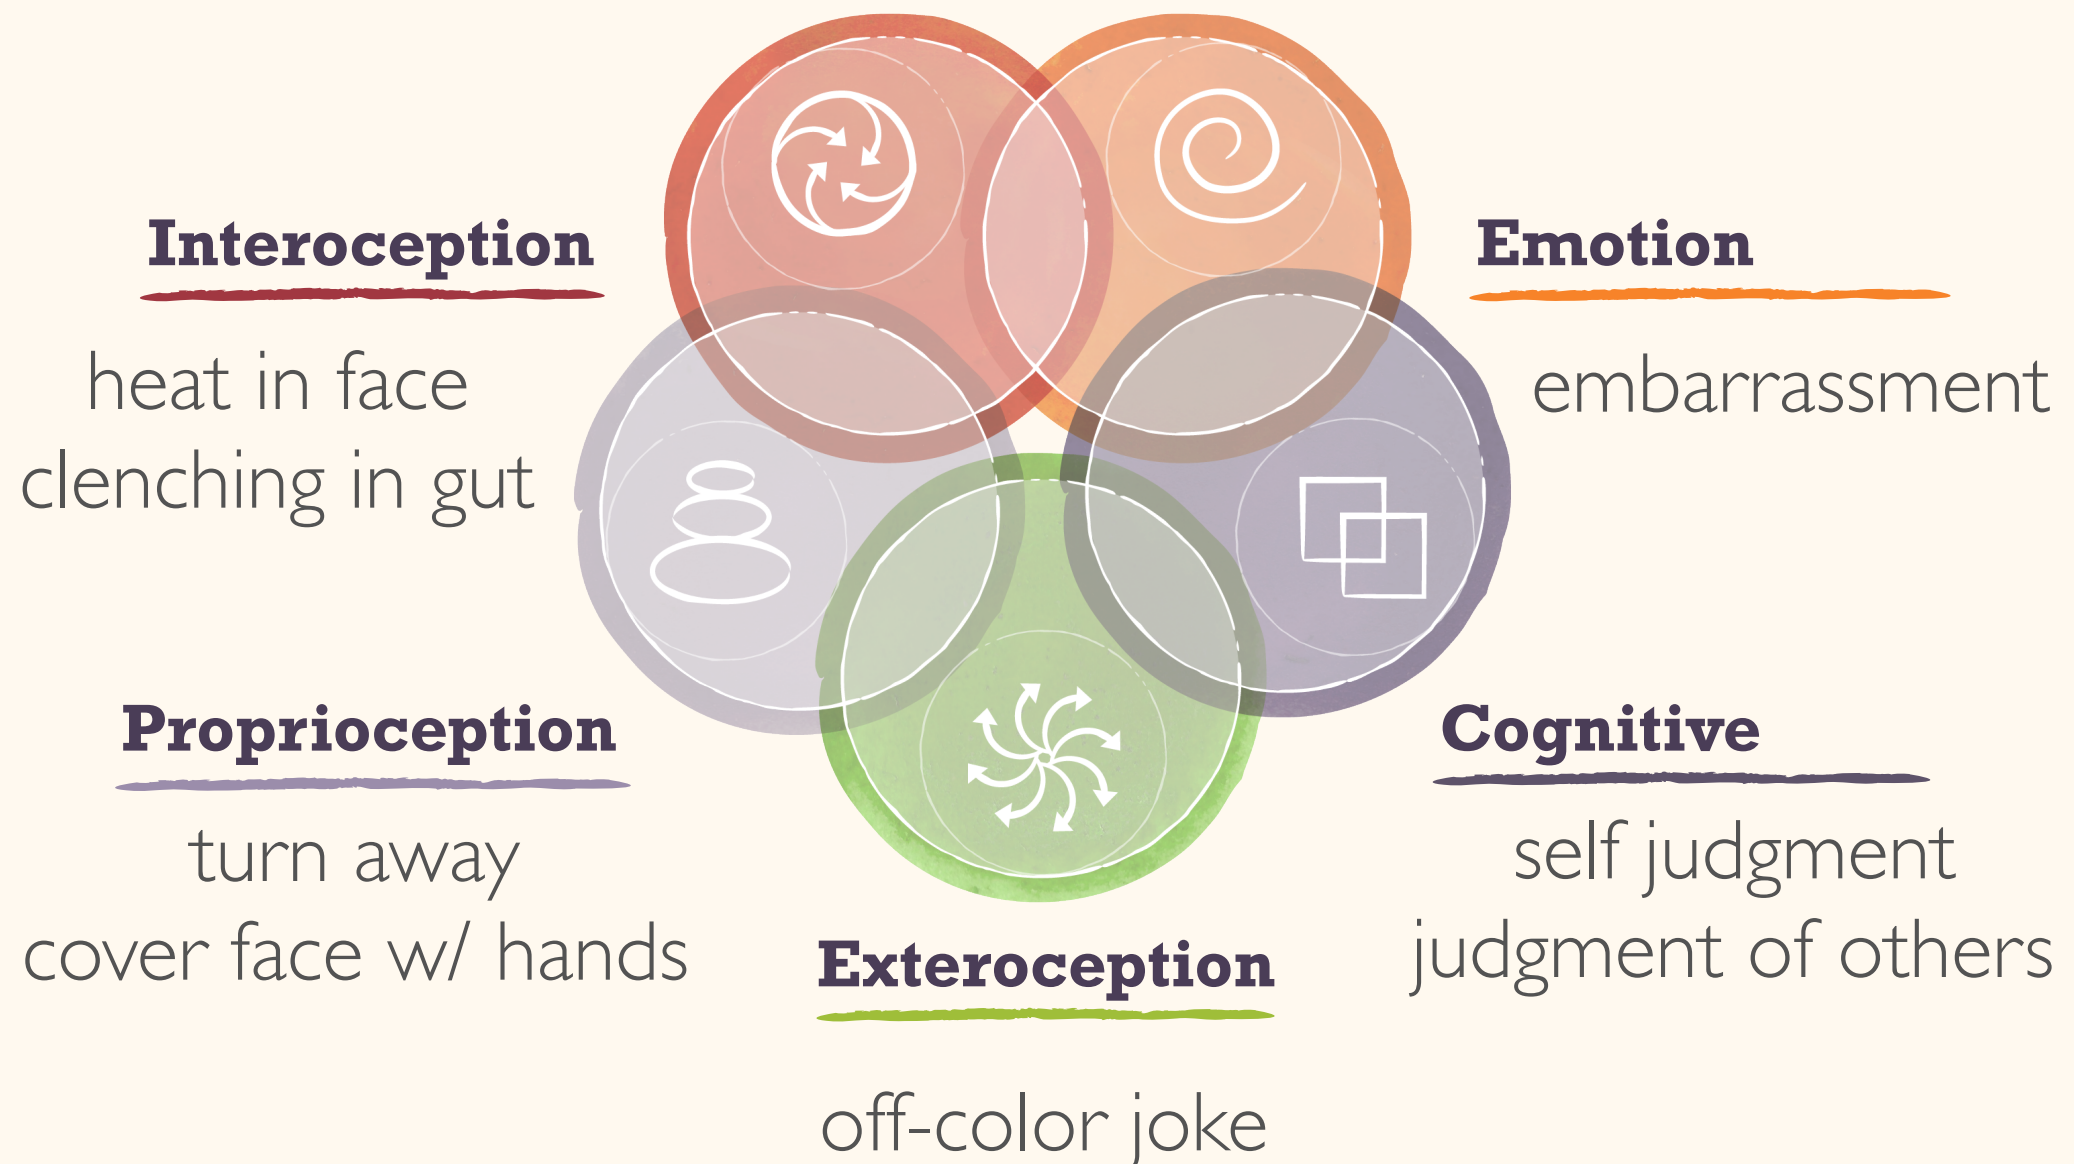 Interoception
heat in face
clenching in gut
Emotion
embarrassment
Proprioception
turn away
cover face w/ hands
Cognitive
self judgment
judgment of others
Exteroception
off-color joke